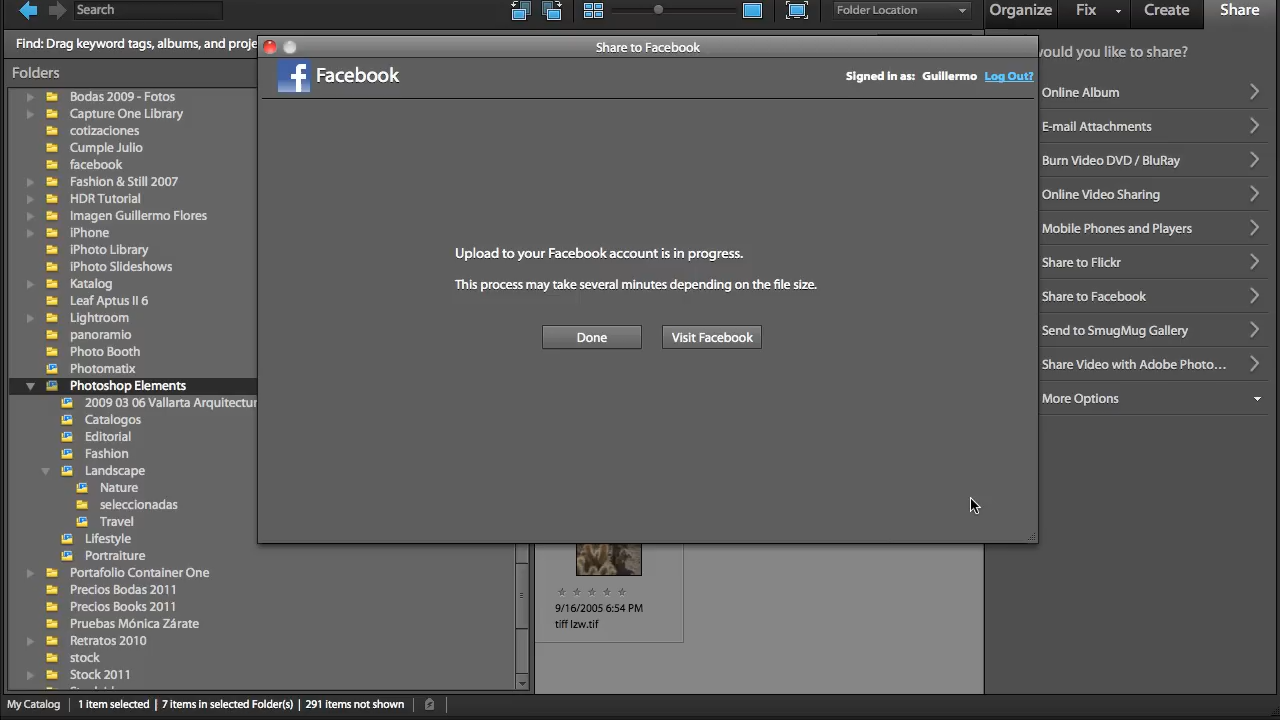 Search
Folder Location
Organize
Fix
Create
Share
Find: Drag keyword tags, albums, and proje
Share to Facebook
would you like to share?
Folders
f Facebook
Signed in as: Guillermo Log Out?
Online Album
E-mail Attachments
Burn Video DVD / BluRay
Online Video Sharing
Mobile Phones and Players
Share to Flickr
Share to Facebook
Send to SmugMug Gallery
Share Video with Adobe Photo...
More Options
Bodas 2009 - Fotos
Capture One Library
cotizaciones
Cumple Julio
facebook
Fashion & Still 2007
HDR Tutorial
Imagen Guillermo Flores
iPhone
iPhoto Library
iPhoto Slideshows
Katalog
Leaf Aptus II 6
Lightroom
panoramio
Photo Booth
Photomatix
Photoshop Elements
2009 03 06 Vallarta Arquitectur
Catalogos
Editorial
Fashion
Landscape
Nature
seleccionadas
Travel
Lifestyle
Portraiture
Portafolio Container One
Precios Bodas 2011
Precios Books 2011
Pruebas Mónica Zárate
Retratos 2010
stock
Stock 2011
Upload to your Facebook account is in progress.
This process may take several minutes depending on the file size.
Done
Visit Facebook
9/16/2005 6:54 PM
tiff lzw.tif
My Catalog
1 item selected | 7 items in selected Folder(s) | 291 items not shown